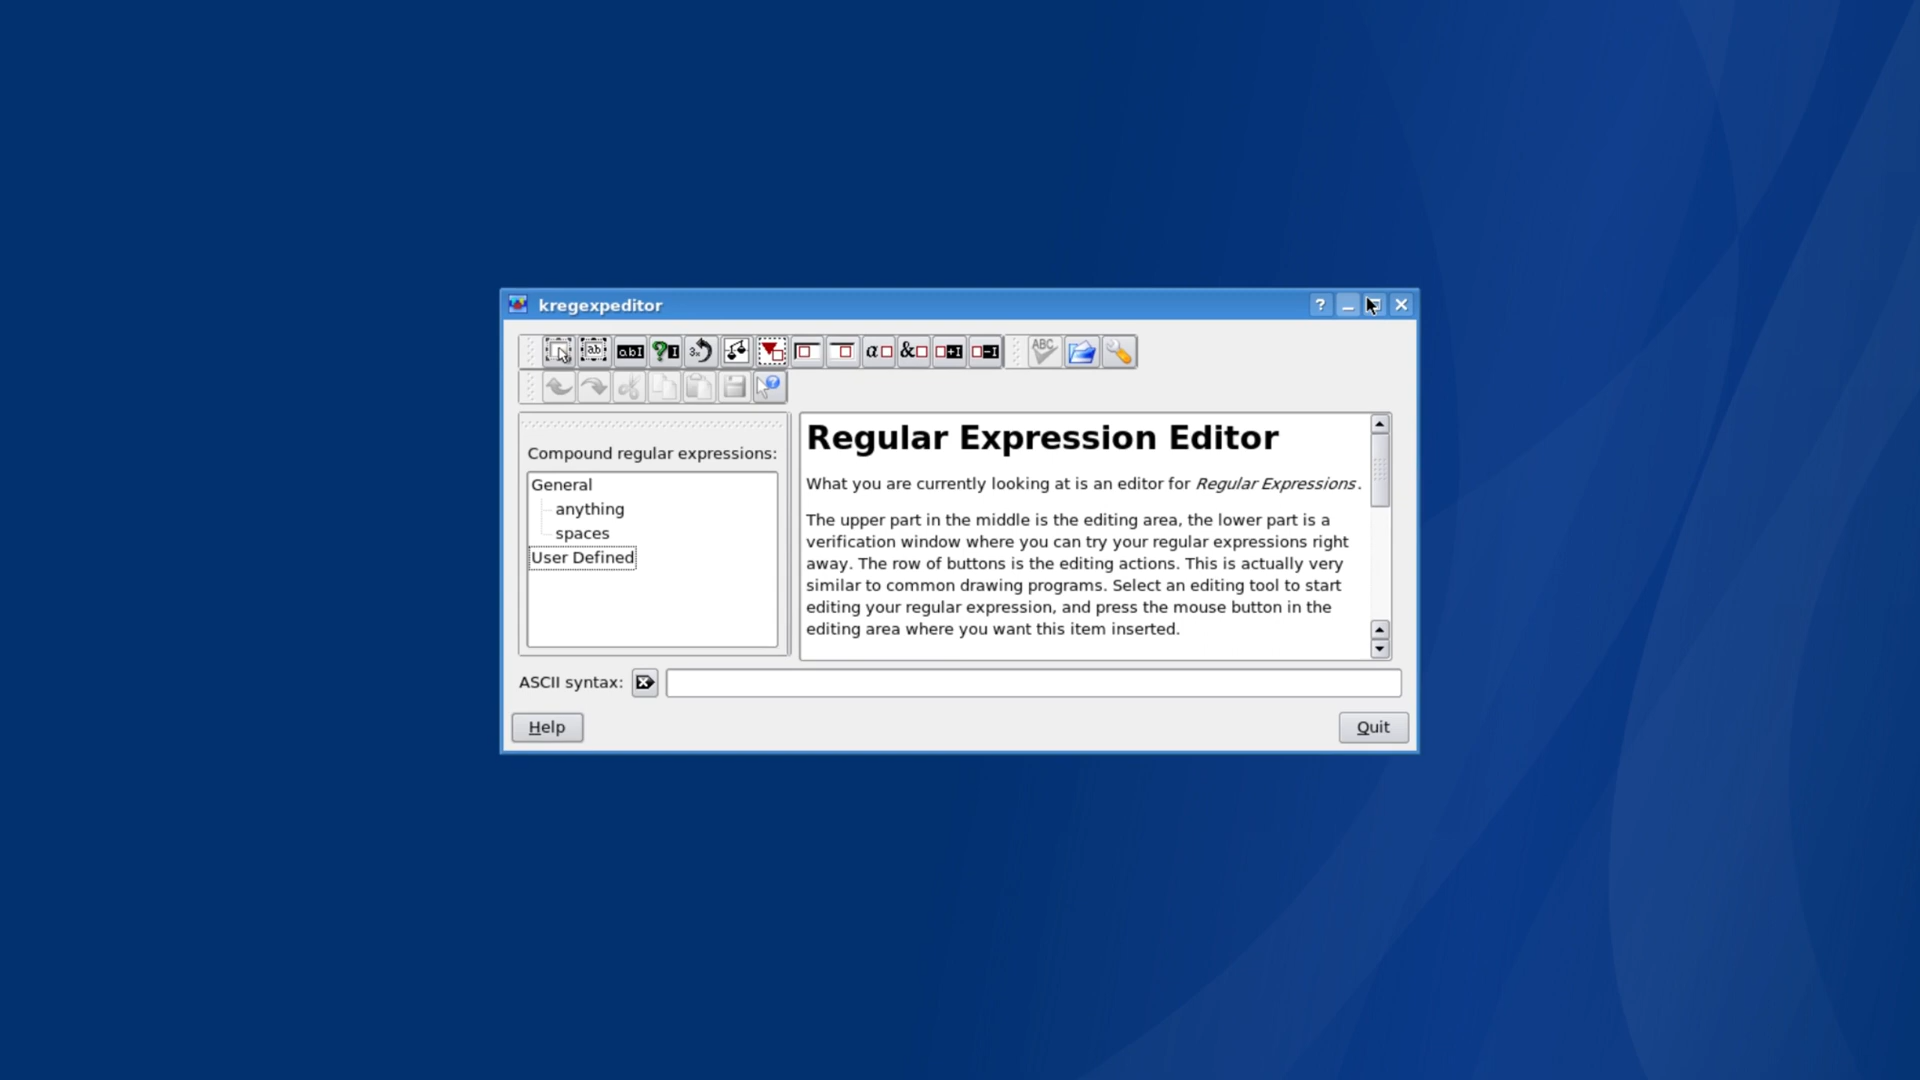 kregexpeditor
Compound regular expressions:
General
anything
spaces
User Defined
Regular Expression Editor
What you are currently looking at is an editor for Regular Expressions.
The upper part in the middle is the editing area, the lower part is a
verification window where you can try your regular expressions right
away. The row of buttons is the editing actions. This is actually very
similar to common drawing programs. Select an editing tool to start
editing your regular expression, and press the mouse button in the
editing area where you want this item inserted.
ASCII syntax:
Help
Quit